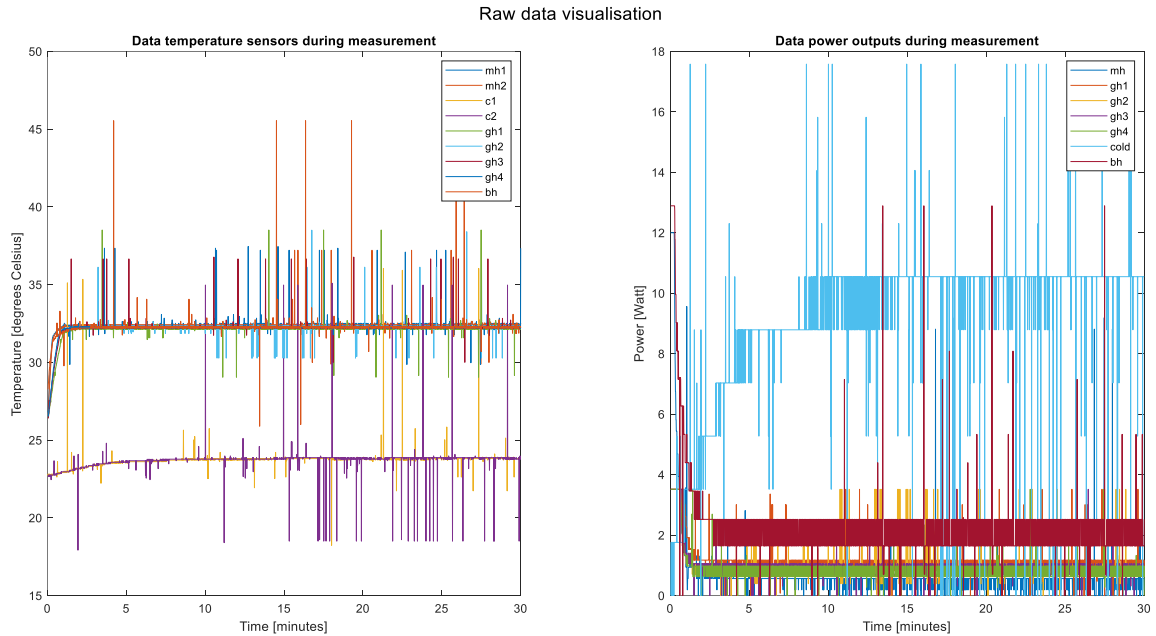 Raw data visualisation
Data temperature sensors during measurement
Temperature [degrees Celsius]
50
45
40
35
30
25
20
15
0
5
10
15
20
25
30
Time [minutes]
mh1
mh2
c1
c2
gh1
gh2
gh3
gh4
bh
Data power outputs during measurement
Power [Watt]
18
16
14
12
10
8
6
4
2
0
0
5
10
15
20
25
30
Time [minutes]
mh
gh1
gh2
gh3
gh4
cold
bh